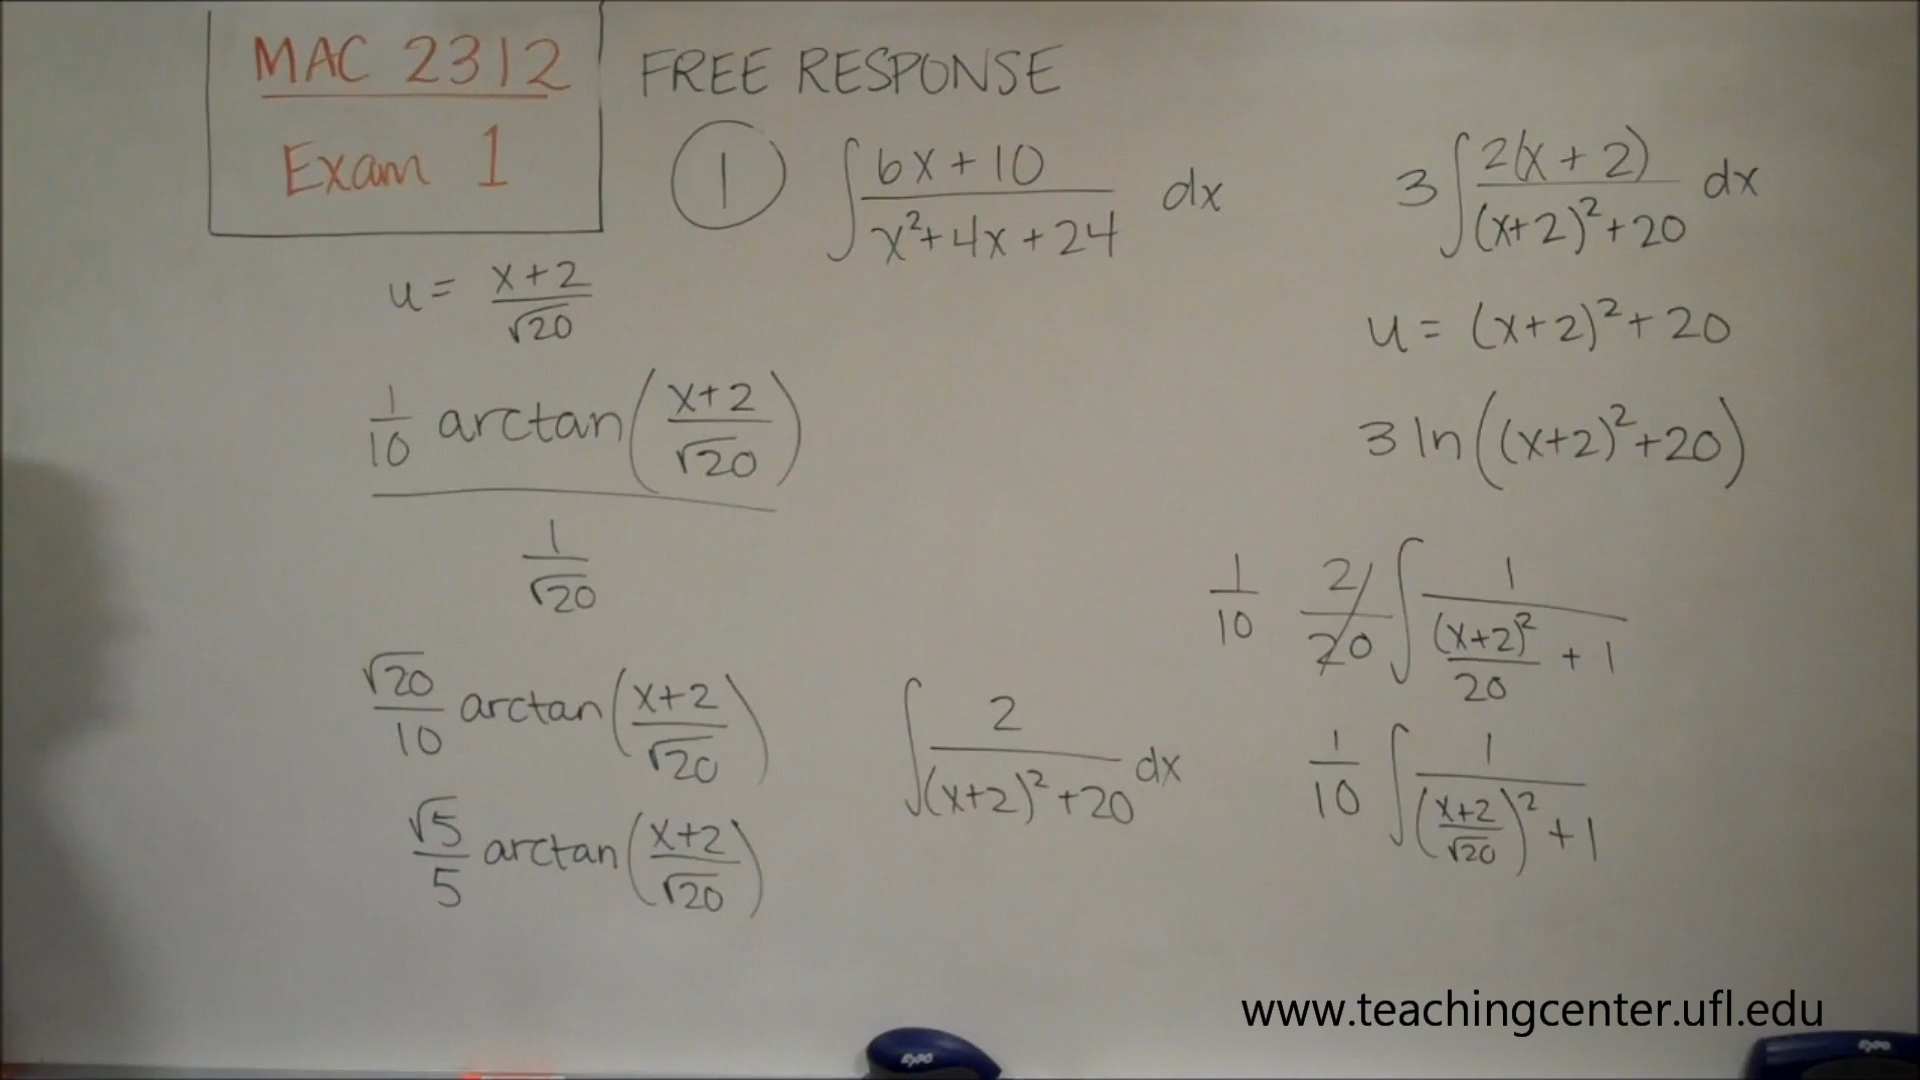 MAC 2312
Exam 1
FREE RESPONSE
① ∫ (6x + 10)/(x² + 4x + 24) dx
u = (x + 2)/√20
1/10 arctan((x+2)/√20)
1/√20
√20/10 arctan((x+2)/√20)
√5/5 arctan((x+2)/√20)
∫ 2/((x+2)² + 20) dx
3 ∫ 2(x + 2)/((x+2)² + 20) dx
u = (x+2)² + 20
3 ln((x+2)² + 20)
1/10 2/20 ∫ 1/((x+2)²/20 + 1)
1/10 ∫ 1/(((x+2)/√20)² + 1)
www.teachingcenter.ufl.edu
EXPO
EXPO